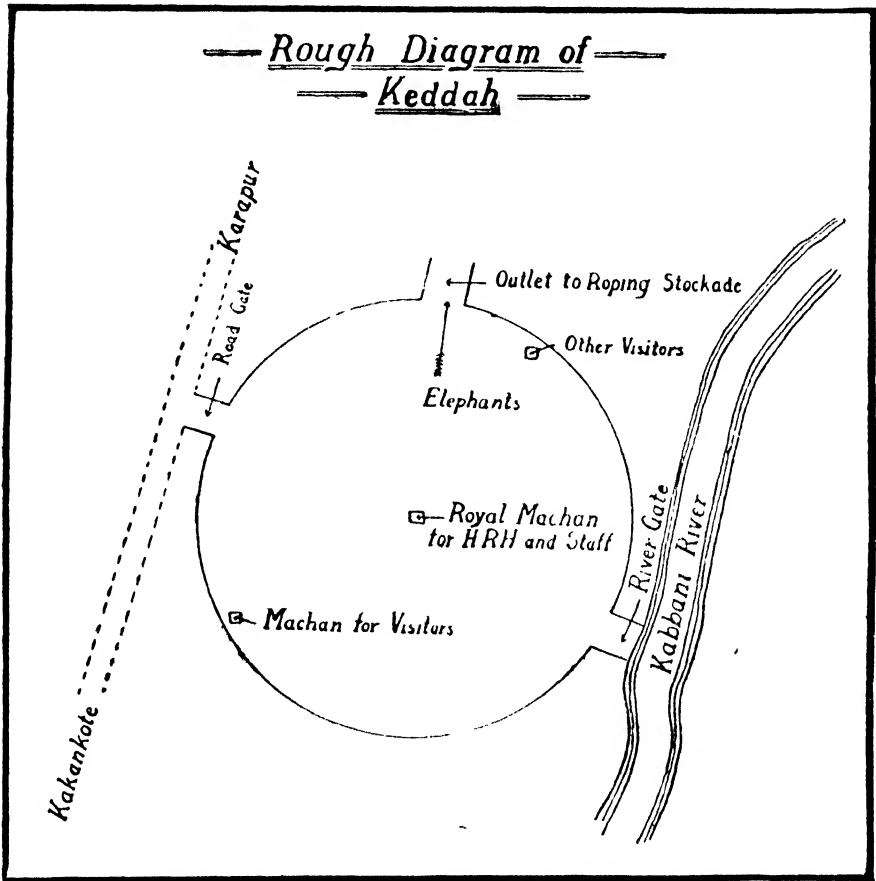 Rough Diagram of
Keddah
Karapur
Road Gate
Outlet to Roping Stockade
Other Visitors
Elephants
Royal Machan
for HRH and Staff
River Gate
Kabbani River
Machan for Visitors
Kakankote